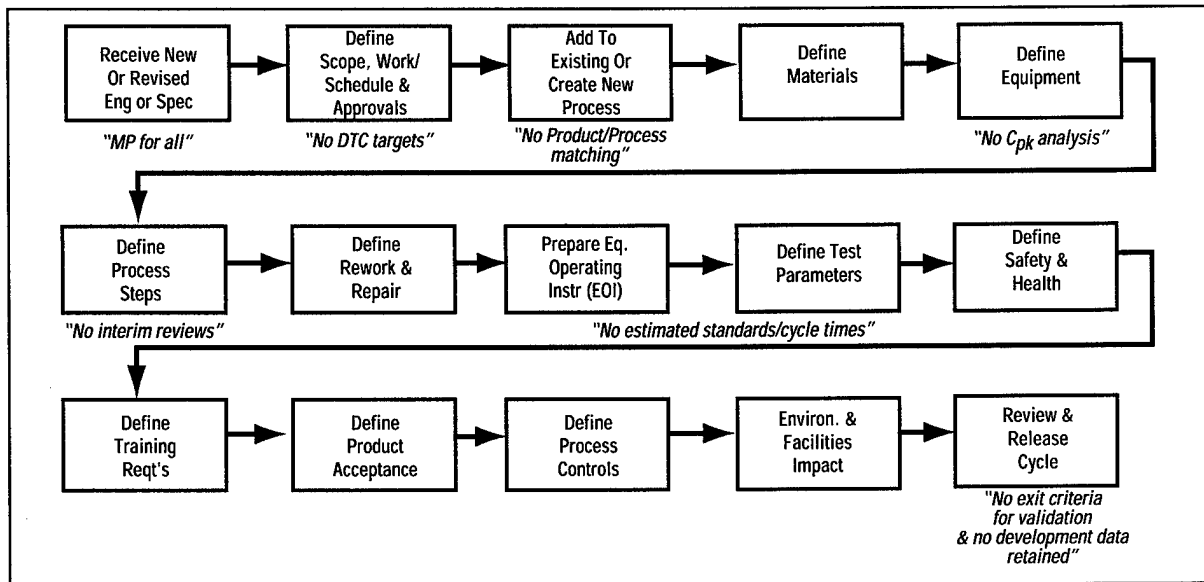 Receive New
Or Revised
Eng or Spec
"MP for all"
Define
Scope, Work/
Schedule &
Approvals
"No DTC targets"
Add To
Existing Or
Create New
Process
"No Product/Process
matching"
Define
Materials
Define
Equipment
"No Cpk analysis"
Define
Process
Steps
"No interim reviews"
Define
Rework &
Repair
Prepare Eq.
Operating
Instr (EOI)
Define Test
Parameters
"No estimated standards/cycle times"
Define
Safety &
Health
Define
Training
Reqt's
Define
Product
Acceptance
Define
Process
Controls
Environ. &
Facilities
Impact
Review &
Release
Cycle
"No exit criteria
for validation
& no development data
retained"